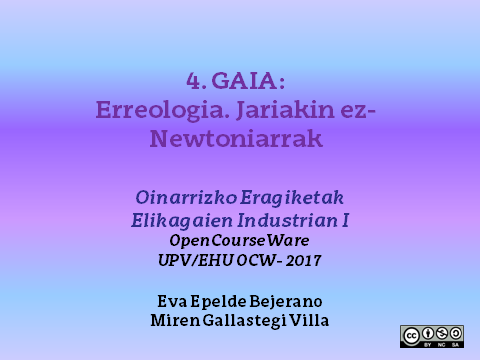 4. GAIA:
Erreologia. Jariakin ez-
Newtoniarrak
Oinarrizko Eragiketak
Elikagaien Industrian I
OpenCourseWare
UPV/EHU OCW- 2017
Eva Epelde Bejerano
Miren Gallastegi Villa
cc
BY NC SA